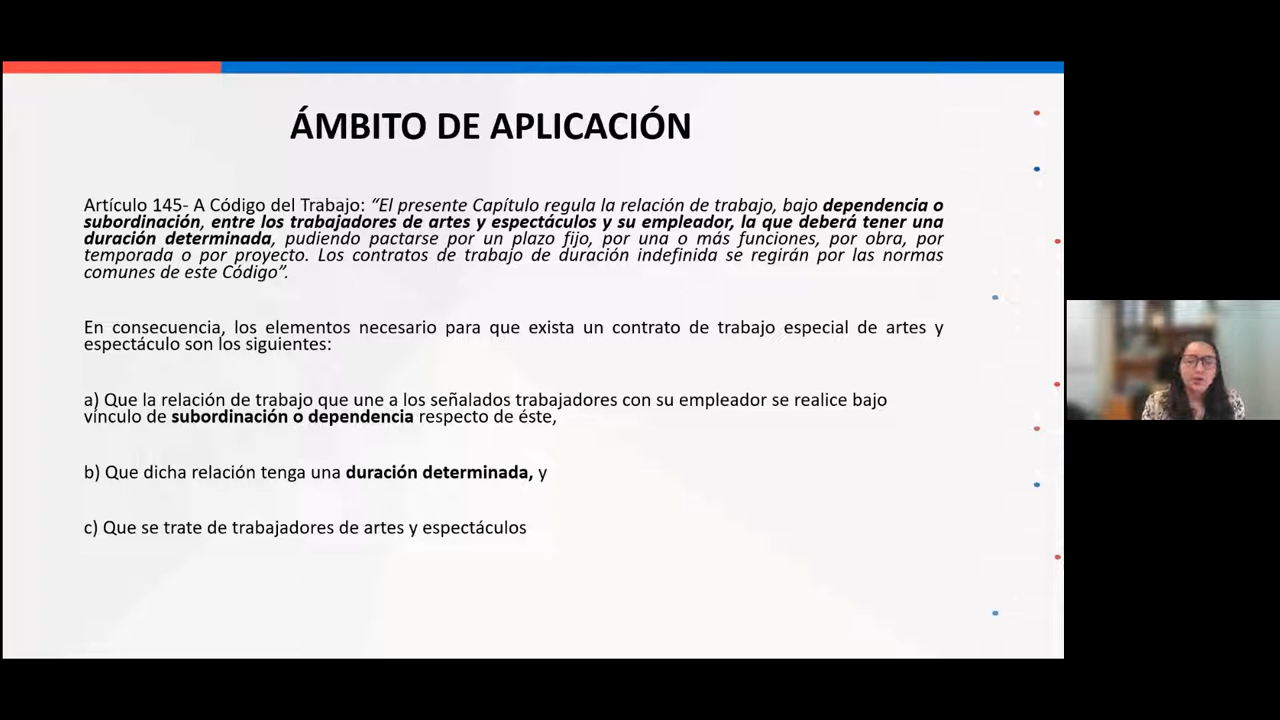 ÁMBITO DE APLICACIÓN
Artículo 145- A Código del Trabajo: “El presente Capítulo regula la relación de trabajo, bajo dependencia o
subordinación, entre los trabajadores de artes y espectáculos y su empleador, la que deberá tener una
duración determinada, pudiendo pactarse por un plazo fijo, por una o más funciones, por obra, por
temporada o por proyecto. Los contratos de trabajo de duración indefinida se regirán por las normas
comunes de este Código”.
En consecuencia, los elementos necesario para que exista un contrato de trabajo especial de artes y
espectáculo son los siguientes:
a) Que la relación de trabajo que une a los señalados trabajadores con su empleador se realice bajo
vínculo de subordinación o dependencia respecto de éste,
b) Que dicha relación tenga una duración determinada, y
c) Que se trate de trabajadores de artes y espectáculos